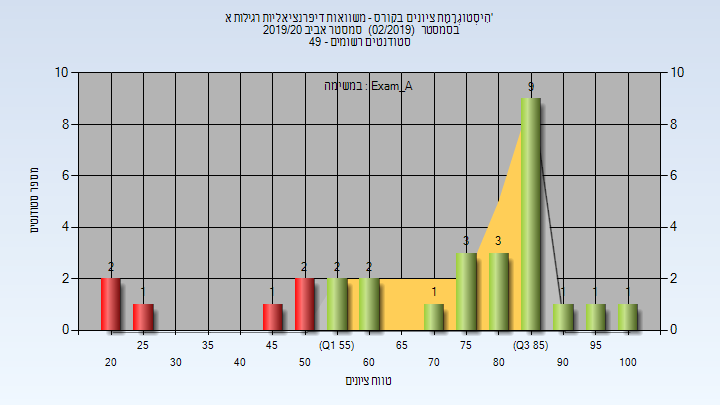 היסטוגרמת ציונים בקורס - משוואות דיפרנציאליות רגילות א'
בסמסטר (02/2019) סמסטר אביב 2019/20
סטודנטים רשומים - 49
במשימה : Exam_A
10 10
8 8
6 6
4 4
2 2
0 0
מספר סטודנטים
2 1 1 2 2 2 1 3 3 9 1 1 1
25 35 45 (Q1 55) 65 75 (Q3 85) 95
20 30 40 50 60 70 80 90 100
טווח ציונים